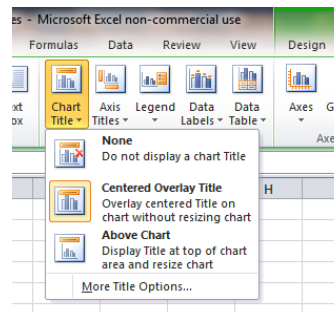 es - Microsoft Excel non-commercial use
Formulas Data Review View Design
Chart Title Axis Titles Legend Data Labels Data Table Axes G
ext
ox
Axe
None
Do not display a chart Title
Centered Overlay Title
Overlay centered Title on
chart without resizing chart
Above Chart
Display Title at top of chart
area and resize chart
More Title Options...
H